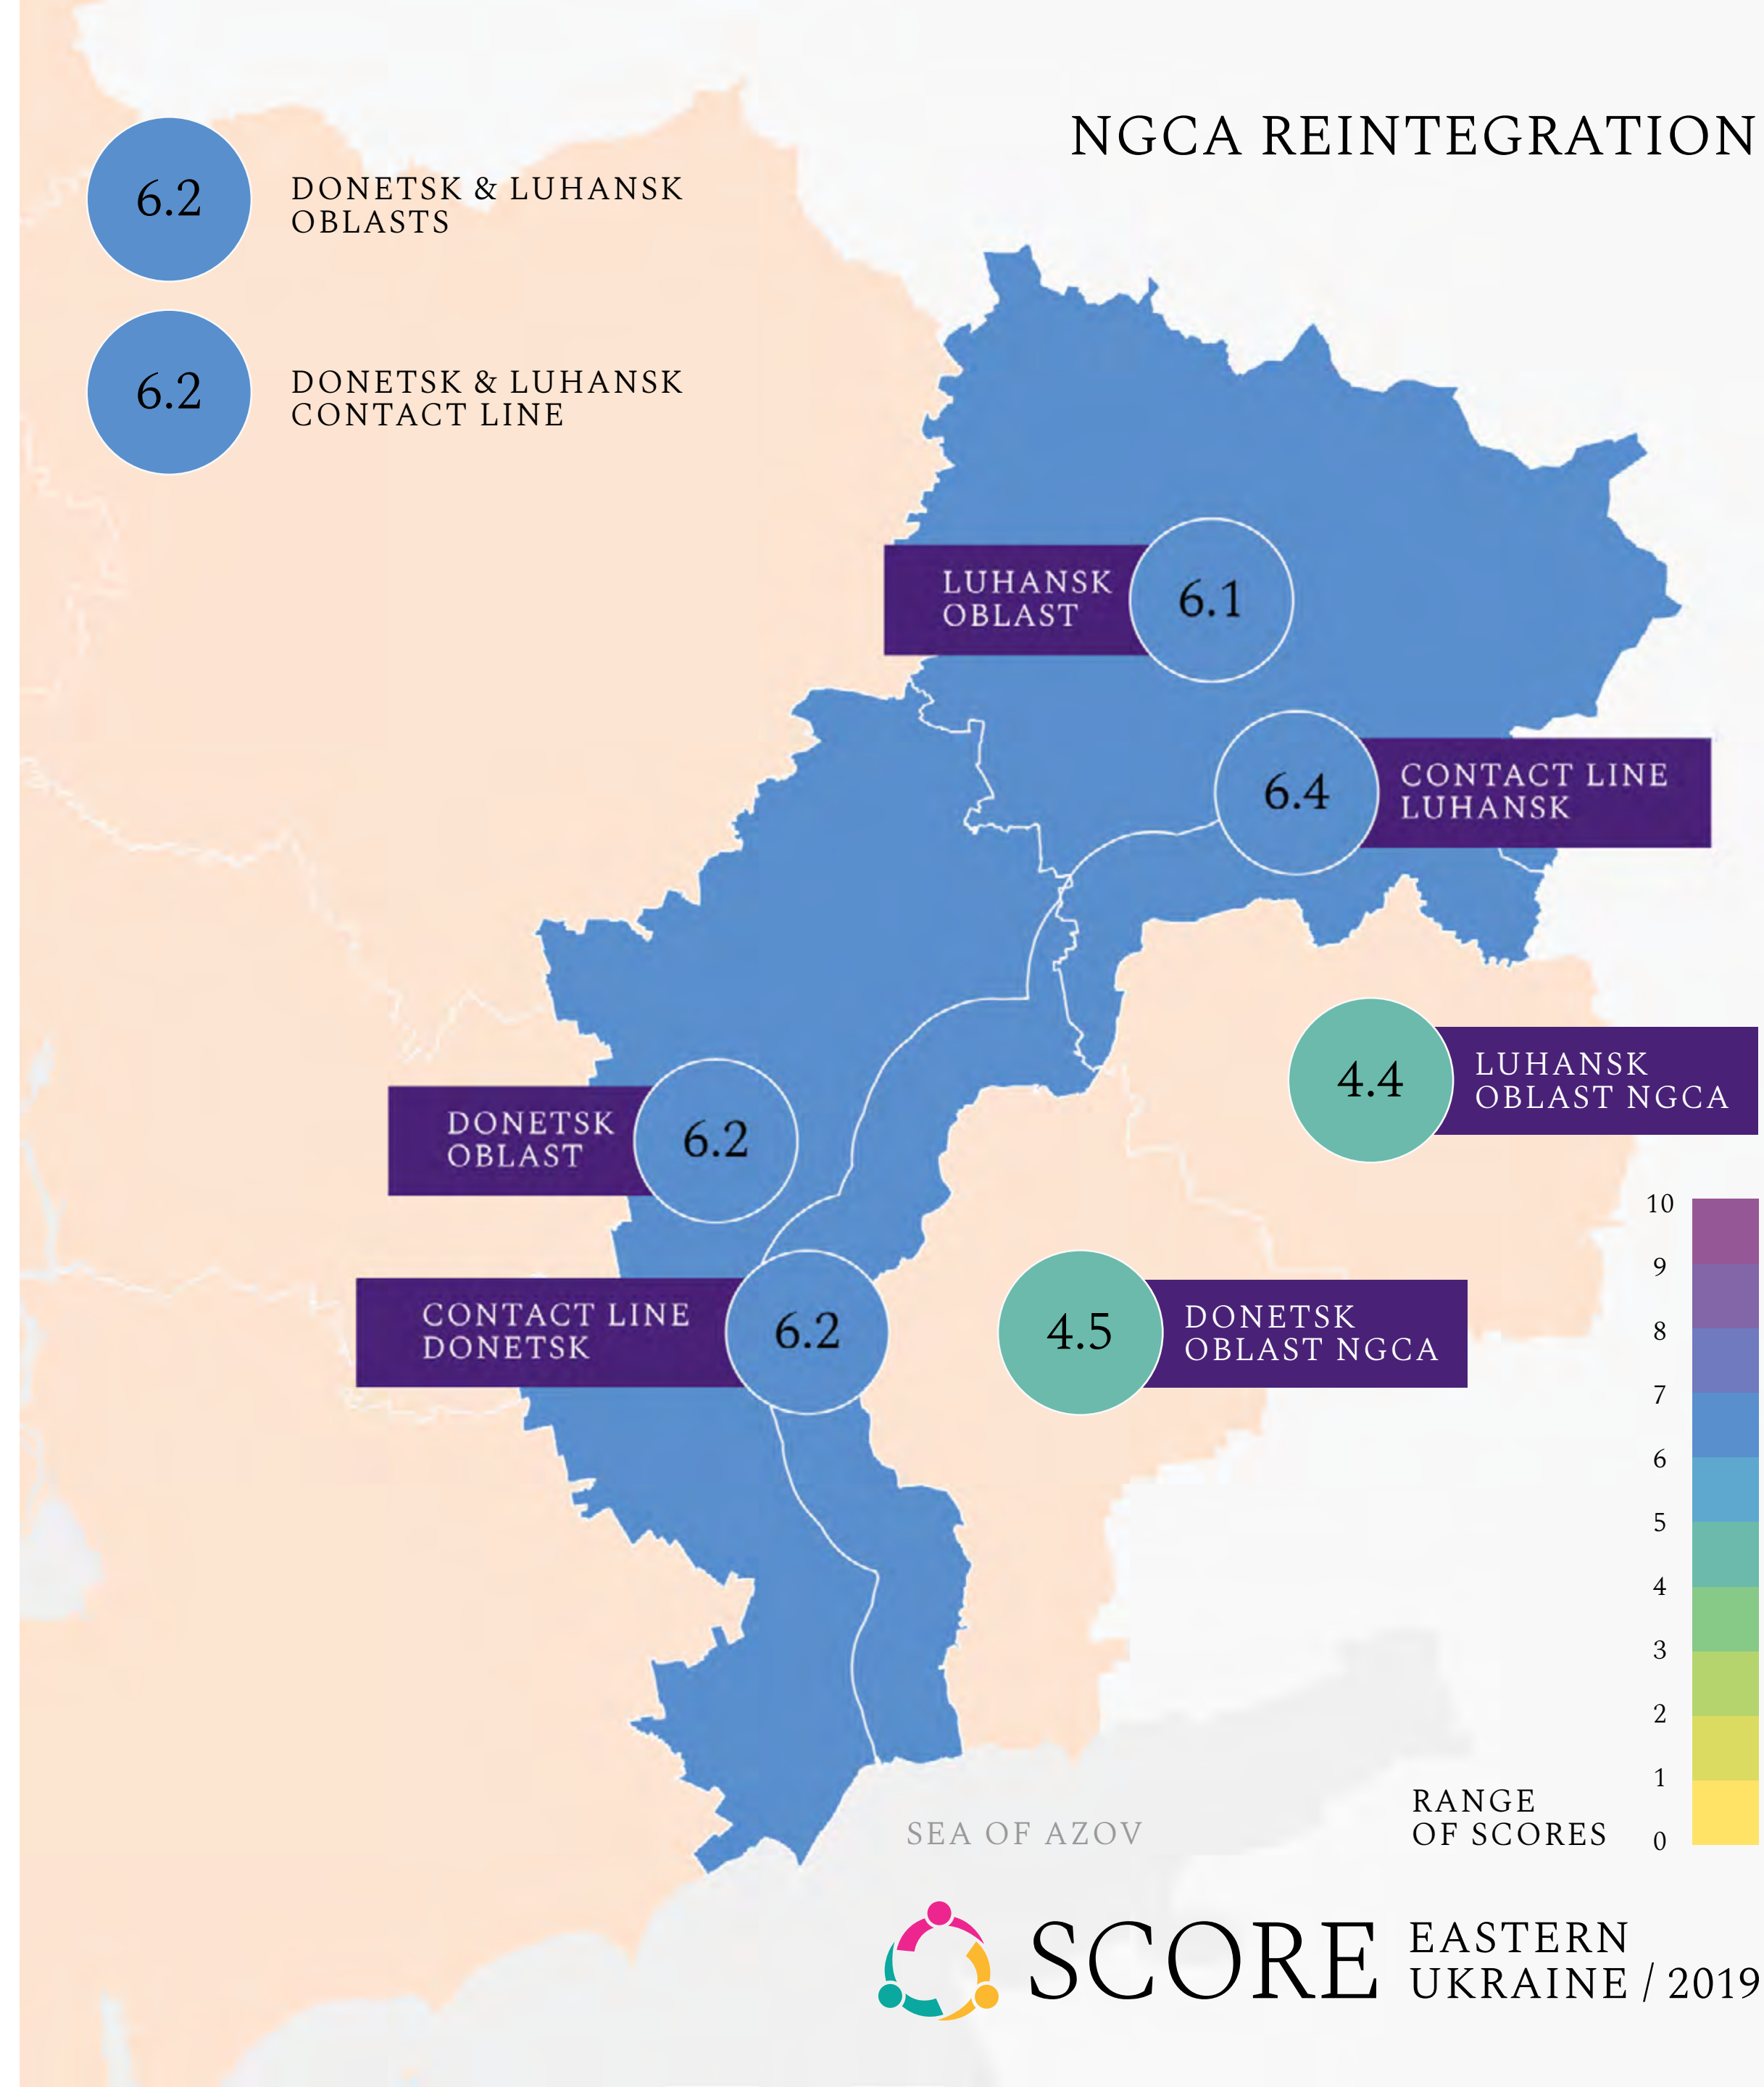 NGCA REINTEGRATION
6.2
DONETSK & LUHANSK
OBLASTS
6.2
DONETSK & LUHANSK
CONTACT LINE
LUHANSK
OBLAST
6.1
6.4
CONTACT LINE
LUHANSK
4.4
LUHANSK
OBLAST NGCA
DONETSK
OBLAST
6.2
CONTACT LINE
DONETSK
6.2
4.5
DONETSK
OBLAST NGCA
10
9
8
7
6
5
4
3
2
1
0
RANGE
OF SCORES
SEA OF AZOV
SCORE
EASTERN
UKRAINE / 2019